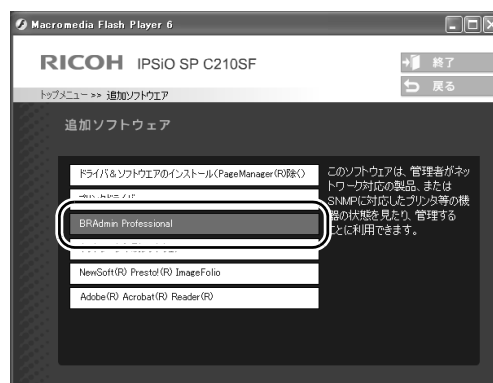 Macromedia Flash Player 6
RICOH IPSiO SP C210SF
終了
戻る
トップメニュー >> 追加ソフトウエア
追加ソフトウェア
ドライバ&ソフトウエアのインストール(PageManager(R)除く)
BRAdmin Professional
NewSoft(R) Presto!(R) ImageFolio
Adobe(R) Acrobat(R) Reader(R)
このソフトウェアは、管理者がネッ
トワーク対応の製品、または
SNMPに対応したプリンタ等の機
器の状態を見たり、管理する
ことに利用できます。